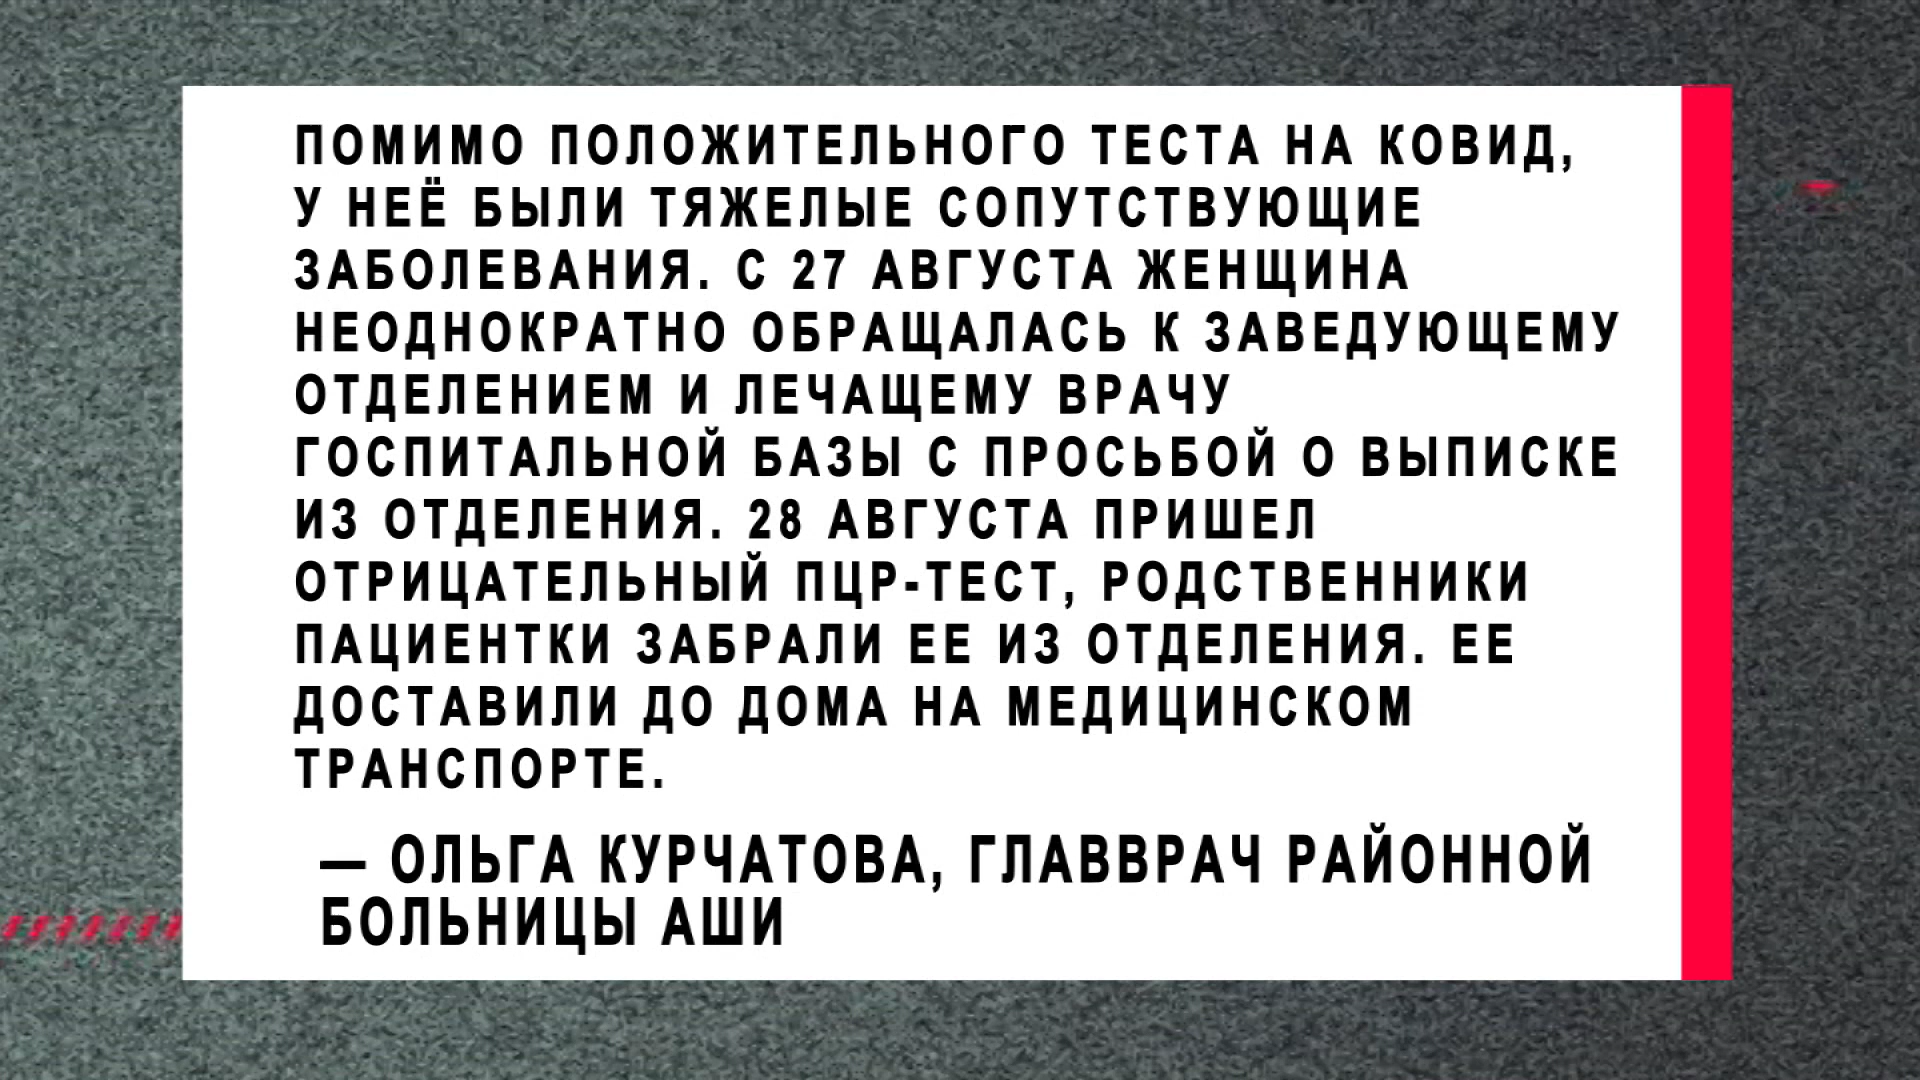 ПОМИМО ПОЛОЖИТЕЛЬНОГО ТЕСТА НА КОВИД,
У НЕЁ БЫЛИ ТЯЖЕЛЫЕ СОПУТСТВУЮЩИЕ
ЗАБОЛЕВАНИЯ. С 27 АВГУСТА ЖЕНЩИНА
НЕОДНОКРАТНО ОБРАЩАЛАСЬ К ЗАВЕДУЮЩЕМУ
ОТДЕЛЕНИЕМ И ЛЕЧАЩЕМУ ВРАЧУ
ГОСПИТАЛЬНОЙ БАЗЫ С ПРОСЬБОЙ О ВЫПИСКЕ
ИЗ ОТДЕЛЕНИЯ. 28 АВГУСТА ПРИШЕЛ
ОТРИЦАТЕЛЬНЫЙ ПЦР-ТЕСТ, РОДСТВЕННИКИ
ПАЦИЕНТКИ ЗАБРАЛИ ЕЕ ИЗ ОТДЕЛЕНИЯ. ЕЕ
ДОСТАВИЛИ ДО ДОМА НА МЕДИЦИНСКОМ
ТРАНСПОРТЕ.
— ОЛЬГА КУРЧАТОВА, ГЛАВВРАЧ РАЙОННОЙ
БОЛЬНИЦЫ АШИ